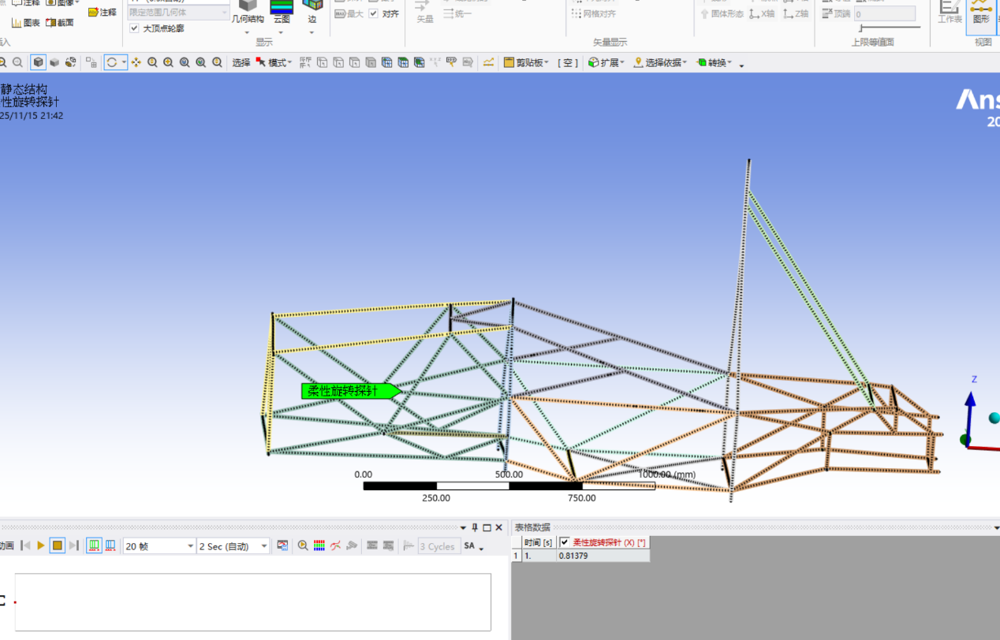 注释 图像
图表 截面
注释
限定范围几何体
大顶点轮廓
几何结构 云图 边
显示
最大 对齐
矢量 统一
网格对齐
矢量显示
固体形态 X轴 Z轴
顶端 0
上限等值面
工作表 图形
视图
选择 模式 剪贴板 [空] 扩展 选择依据 转换
静态结构
性旋转探针
25/11/15 21:42
Ans
20
柔性旋转探针
Z
0.00 500.00 1000.00 (mm)
250.00 750.00
动画 20 帧 2 Sec (自动) 3 Cycles SA
表格数据
时间 [s] 柔性旋转探针 (X) [°]
1 1. 0.81379